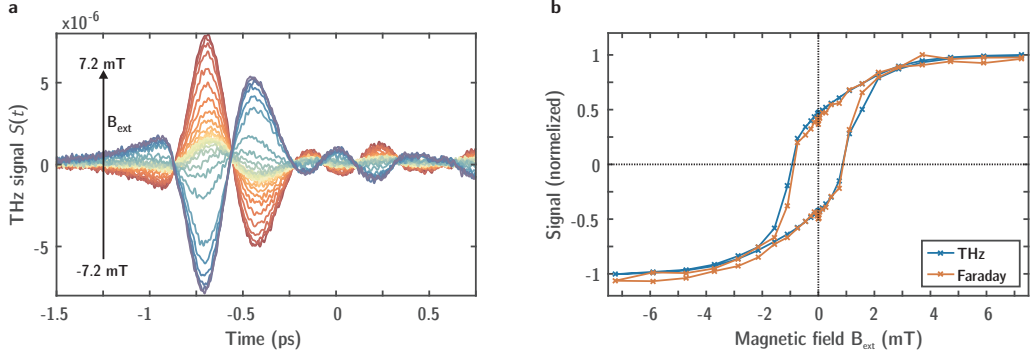 a
x10-6
7.2 mT
Bext
-7.2 mT
5
0
-5
THz signal S(t)
-1.5 -1 -0.5 0 0.5
Time (ps)
b
1
0.5
0
-0.5
-1
Signal (normelized)
THz
Faraday
-6 -4 -2 0 2 4 6
Magnetic field Bext (mT)